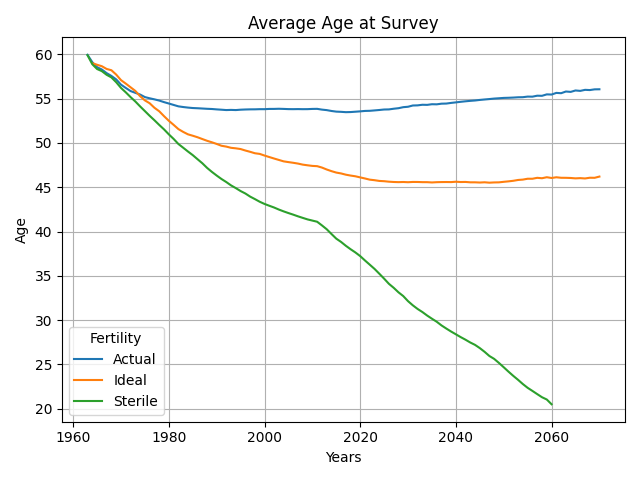 Average Age at Survey
Age
60
55
50
45
40
35
30
25
20
Fertility
Actual
Ideal
Sterile
1960 1980 2000 2020 2040 2060
Years